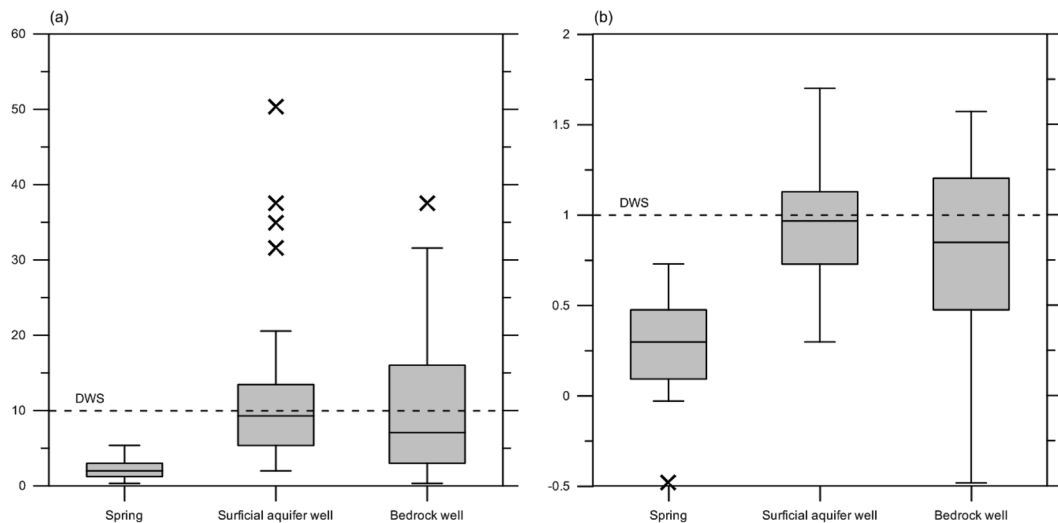 (a)
60
50
40
30
20
10
0
DWS
Spring
Surficial aquifer well
Bedrock well
(b)
2
1.5
1
0.5
0
-0.5
DWS
Spring
Surficial aquifer well
Bedrock well